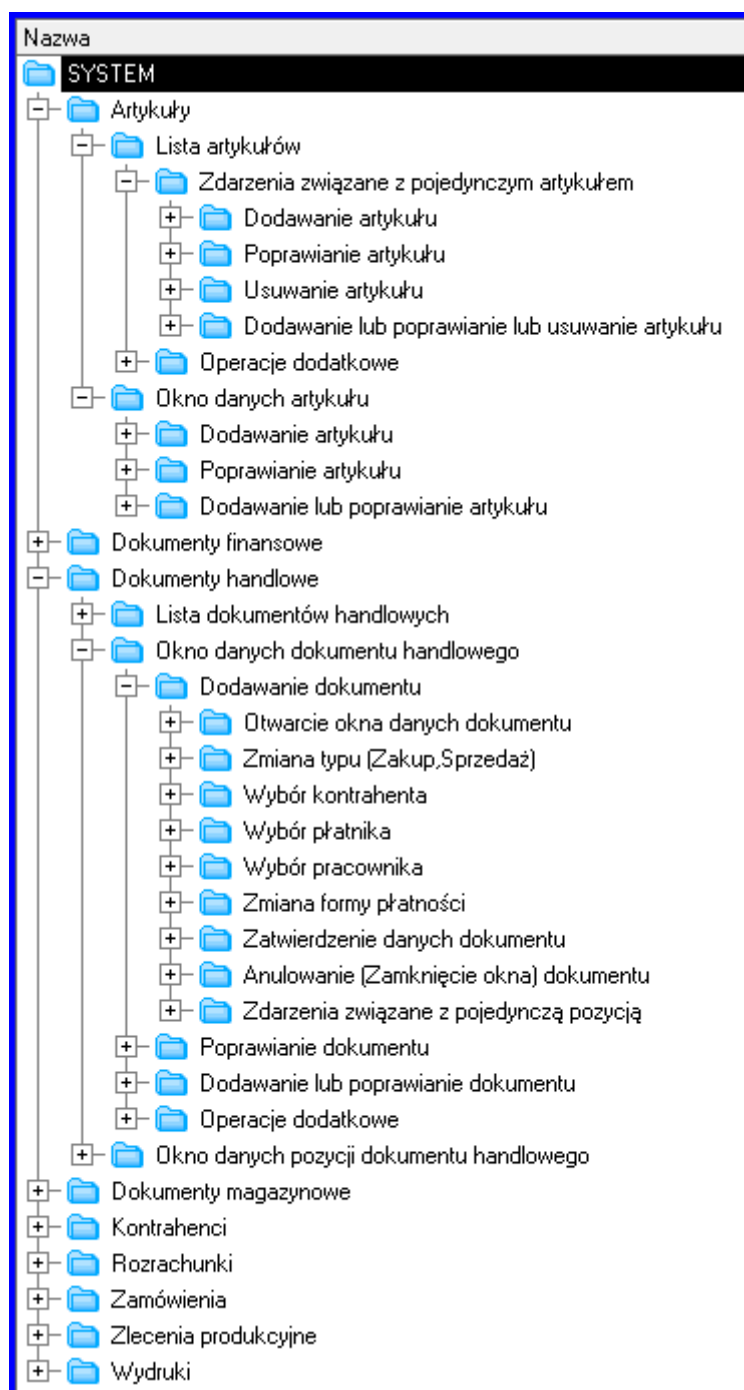 Nazwa
SYSTEM
Artykuły
Lista artykułów
Zdarzenia związane z pojedynczym artykułem
Dodawanie artykułu
Poprawianie artykułu
Usuwanie artykułu
Dodawanie lub poprawianie lub usuwanie artykułu
Operacje dodatkowe
Okno danych artykułu
Dodawanie artykułu
Poprawianie artykułu
Dodawanie lub poprawianie artykułu
Dokumenty finansowe
Dokumenty handlowe
Lista dokumentów handlowych
Okno danych dokumentu handlowego
Dodawanie dokumentu
Otwarcie okna danych dokumentu
Zmiana typu (Zakup,Sprzedaż)
Wybór kontrahenta
Wybór płatnika
Wybór pracownika
Zmiana formy płatności
Zatwierdzenie danych dokumentu
Anulowanie (Zamknięcie okna) dokumentu
Zdarzenia związane z pojedynczą pozycją
Poprawianie dokumentu
Dodawanie lub poprawianie dokumentu
Operacje dodatkowe
Okno danych pozycji dokumentu handlowego
Dokumenty magazynowe
Kontrahenci
Rozrachunki
Zamówienia
Zlecenia produkcyjne
Wydruki